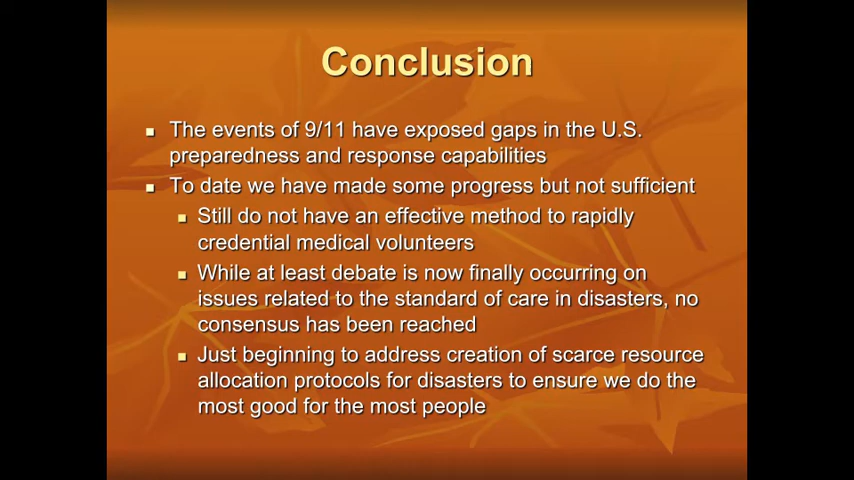 Conclusion
The events of 9/11 have exposed gaps in the U.S.
preparedness and response capabilities
To date we have made some progress but not sufficient
Still do not have an effective method to rapidly
credential medical volunteers
While at least debate is now finally occurring on
issues related to the standard of care in disasters, no
consensus has been reached
Just beginning to address creation of scarce resource
allocation protocols for disasters to ensure we do the
most good for the most people